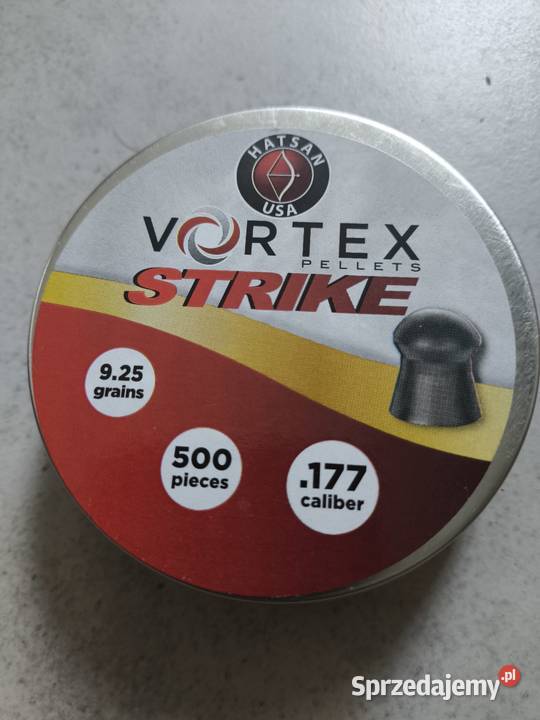 HATSAN
USA
VORTEX
PELLETS
STRIKE
9.25
grains
500
pieces
.177
caliber
Sprzedajemy.pl